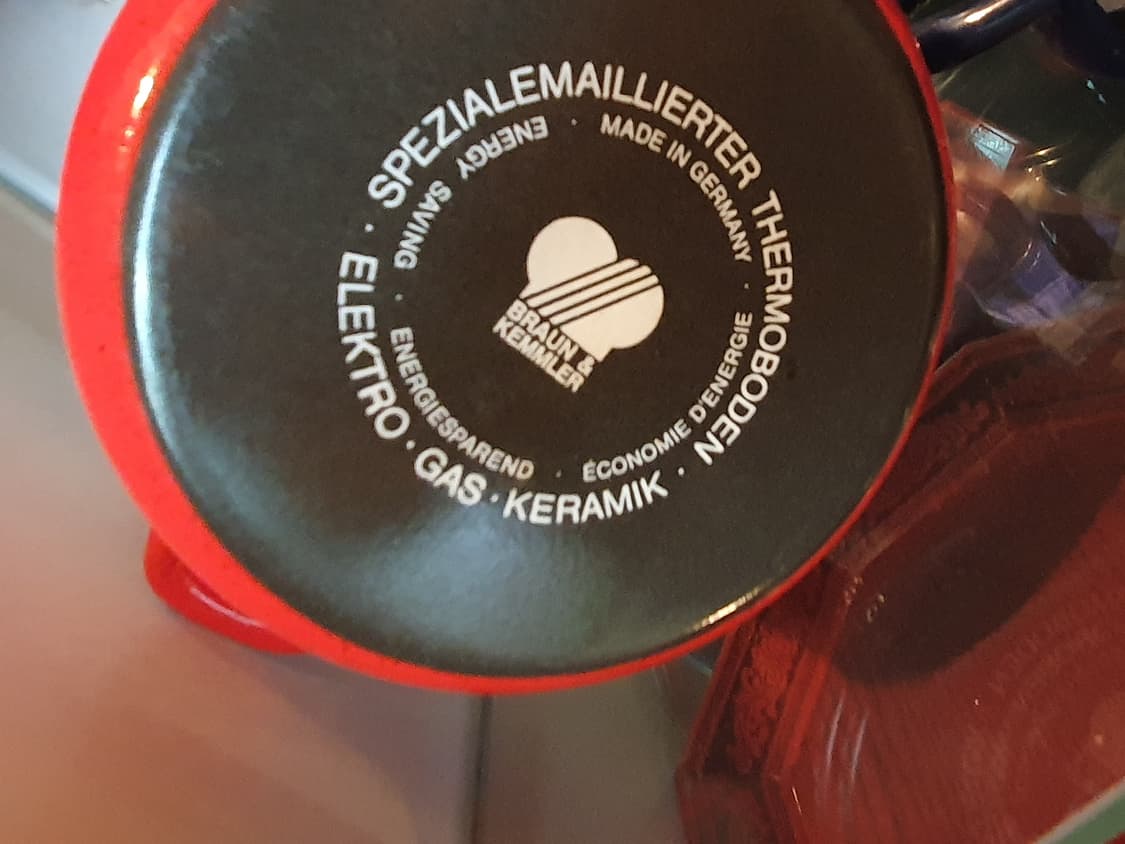 SPEZIALEMAILLIERTER THERMOBODEN · ELEKTRO · GAS · KERAMIK ·
MADE IN GERMANY · ÉCONOMIE D'ENERGIE · ENERGIESPAREND · ENERGY SAVING ·
BRAUN &
KEMMLER